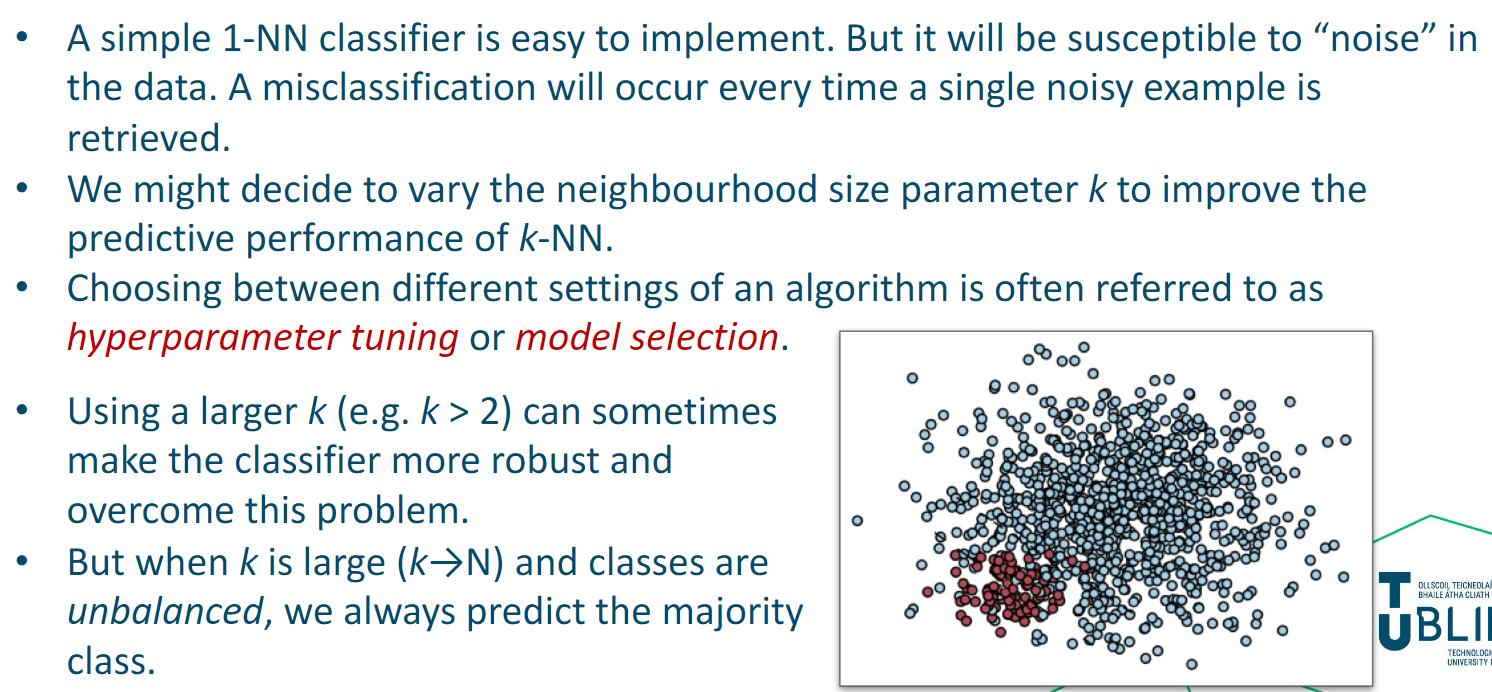 • A simple 1-NN classifier is easy to implement. But it will be susceptible to “noise” in
the data. A misclassification will occur every time a single noisy example is
retrieved.
• We might decide to vary the neighbourhood size parameter k to improve the
predictive performance of k-NN.
• Choosing between different settings of an algorithm is often referred to as
hyperparameter tuning or model selection.
• Using a larger k (e.g. k > 2) can sometimes
make the classifier more robust and
overcome this problem.
• But when k is large (k→N) and classes are
unbalanced, we always predict the majority
class.
OLLSCOIL TEICNEOLAÍ
BHAILE ÁTHA CLIATH
TU BLIN
TECHNOLOGI
UNIVERSITY